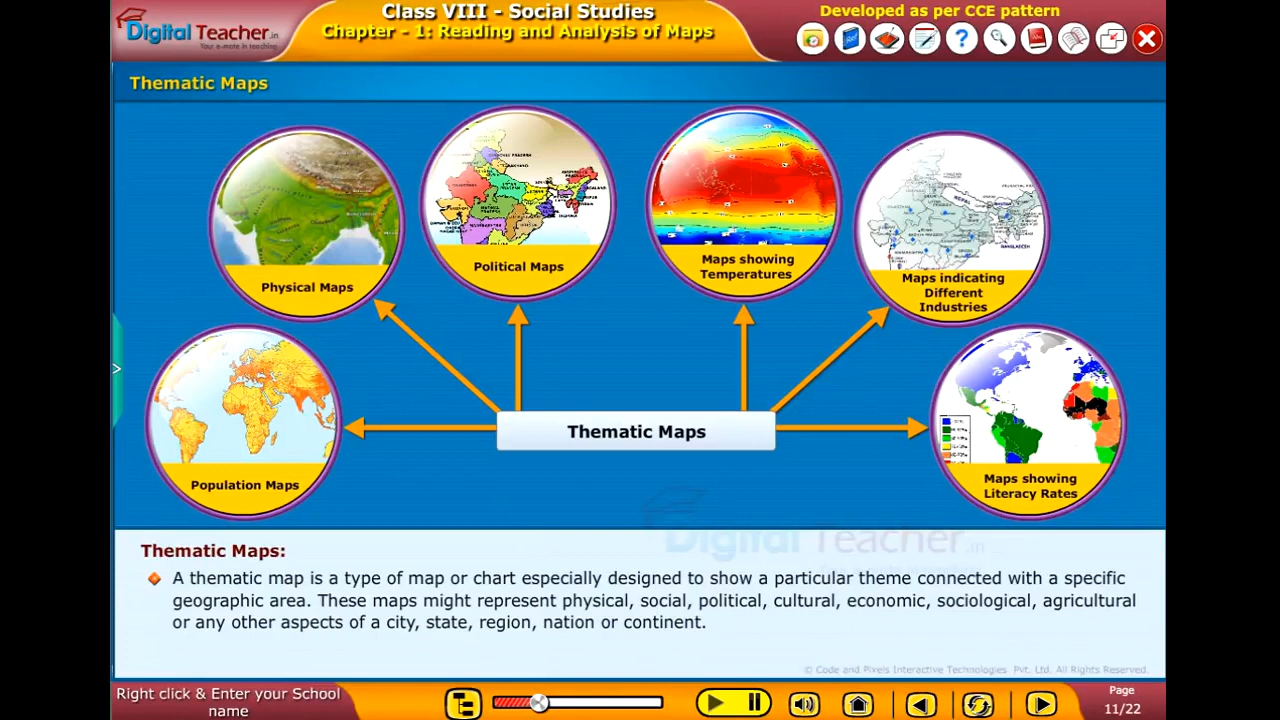 Class VIII - Social Studies
Chapter - 1: Reading and Analysis of Maps
Developed as per CCE pattern
Digital Teacher.in
Your e-mate in teaching
Thematic Maps
Physical Maps
Political Maps
Maps showing
Temperatures
Maps indicating
Different
Industries
Population Maps
Thematic Maps
Maps showing
Literacy Rates
Digital Teacher.in
Thematic Maps:
A thematic map is a type of map or chart especially designed to show a particular theme connected with a specific
geographic area. These maps might represent physical, social, political, cultural, economic, sociological, agricultural
or any other aspects of a city, state, region, nation or continent.
© Code and Pixels Interactive Technologies Pvt. Ltd. All Rights Reserved.
Right click & Enter your School
name
Page
11/22